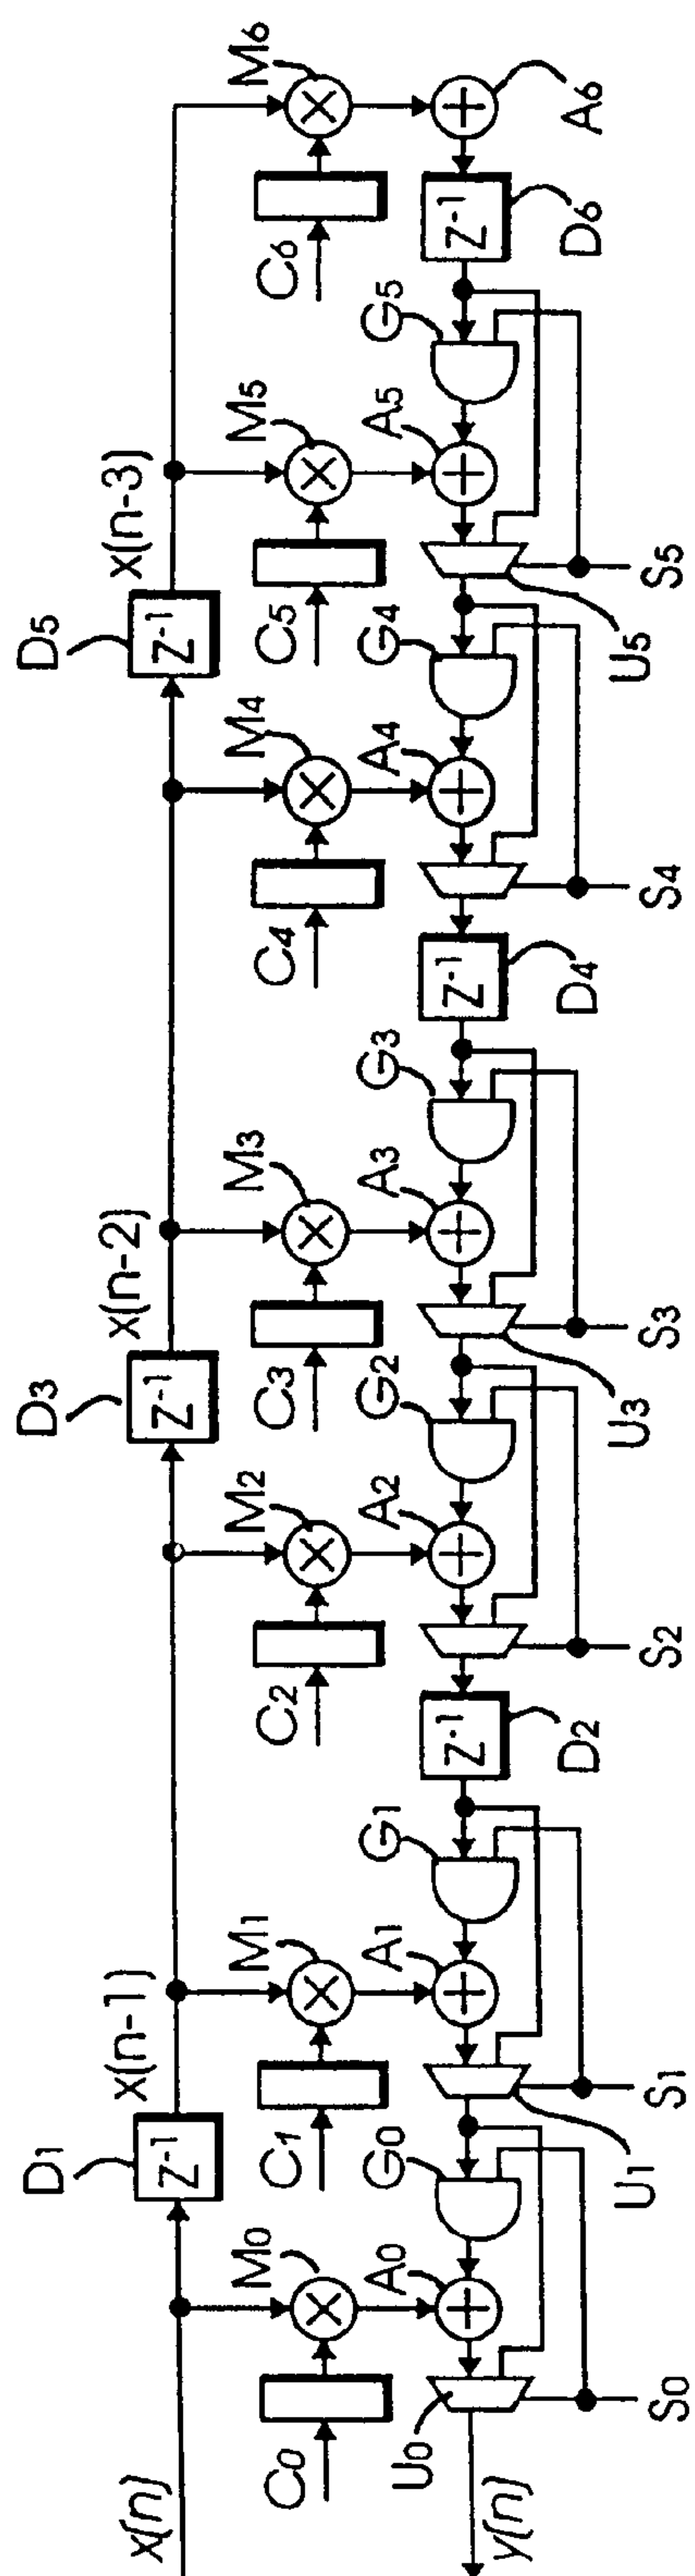 x(n)
D1
x(n-1)
D3
x(n-2)
D5
x(n-3)
Z-1
Z-1
Z-1
M0
M1
M2
M3
M4
M5
M6
C0
C1
C2
C3
C4
C5
C6
A0
G0
A1
G1
A2
G2
A3
G3
A4
G4
A5
G5
Z-1
Z-1
Z-1
A6
y(n)
U0
S0
U1
S1
D2
S2
U3
S3
D4
S4
U5
S5
D6